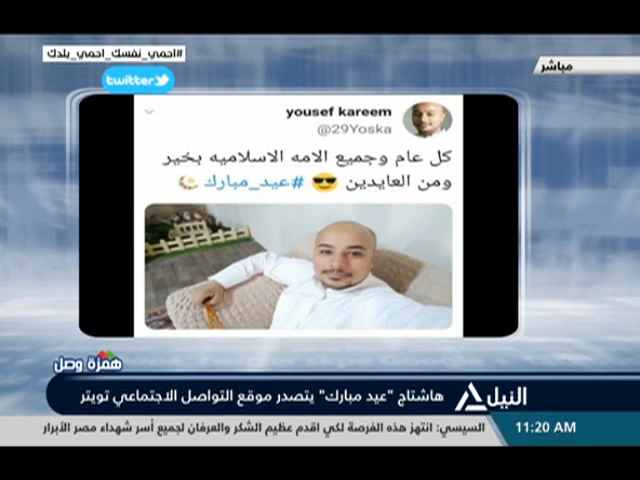 #احمي_نفسك_احمي_بلدك
twitter
مباشر
yousef kareem
@29Yoska
كل عام وجميع الامه الاسلاميه بخير
ومن العايدين 😎 #عيد_مبارك
همزة وصل
النيل
هاشتاج "عيد مبارك" يتصدر موقع التواصل الاجتماعي تويتر
السيسي: انتهز هذه الفرصة لكي اقدم عظيم الشكر والعرفان لجميع أسر شهداء مصر الأبرار
11:20 AM